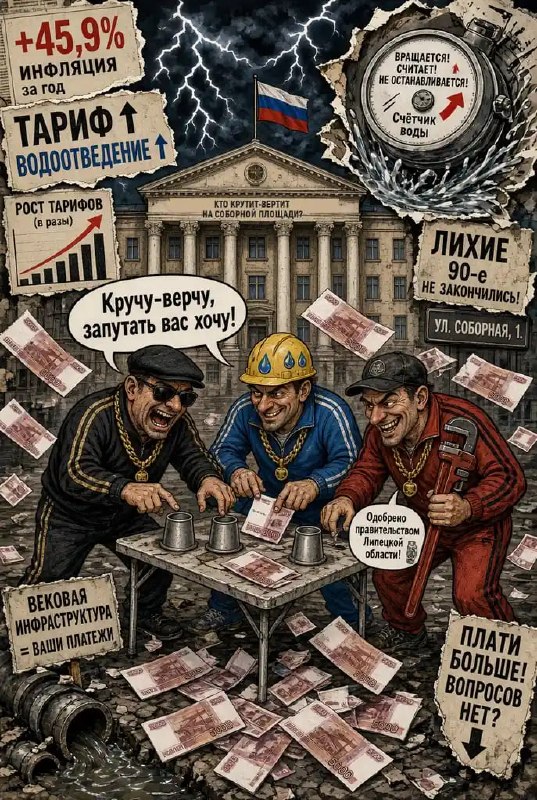 +45,9%
ИНФЛЯЦИЯ
за год
ТАРИФ ↑
ВОДООТВЕДЕНИЕ ↑
РОСТ ТАРИФОВ
(в разы)
ВРАЩАЕТСЯ!
СЧИТАЕТ!
НЕ ОСТАНАВЛИВАЕТСЯ!
Счётчик
воды
КТО КРУТИТ-ВЕРТИТ
НА СОБОРНОЙ ПЛОЩАДИ?
ЛИХИЕ
90-е
НЕ ЗАКОНЧИЛИСЬ!
УЛ. СОБОРНАЯ, 1.
Кручу-верчу,
запутать вас хочу!
Одобрено
правительством
Липецкой
области!
ВЕКОВАЯ
ИНФРАСТРУКТУРА
= ВАШИ ПЛАТЕЖИ
ПЛАТИ
БОЛЬШЕ!
ВОПРОСОВ
НЕТ?
↓
5000